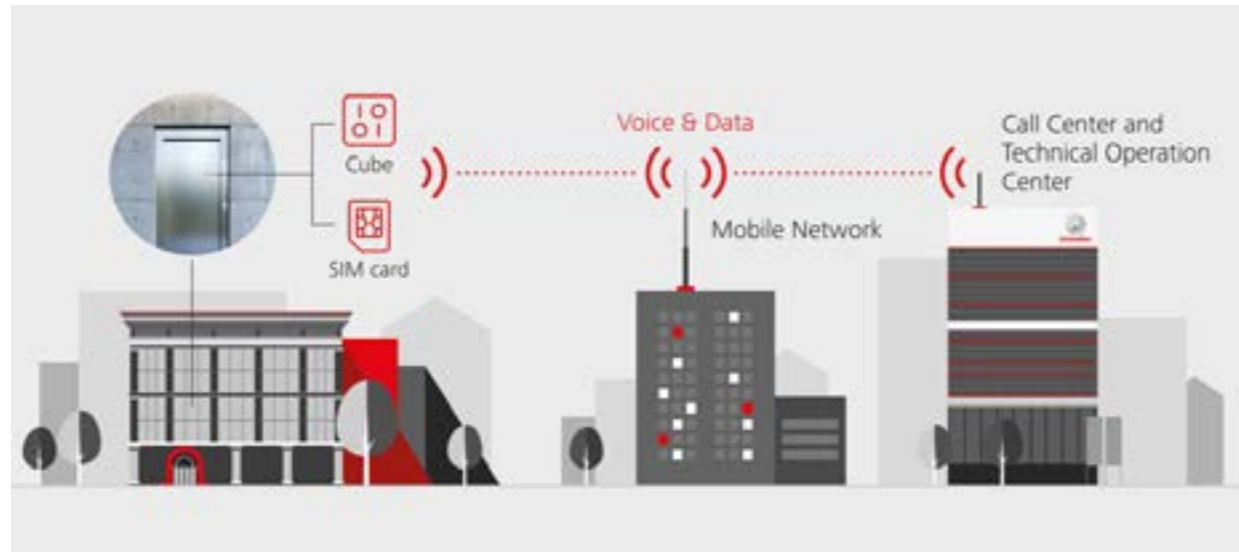 Cube
SIM card
Voice & Data
Mobile Network
Call Center and
Technical Operation
Center